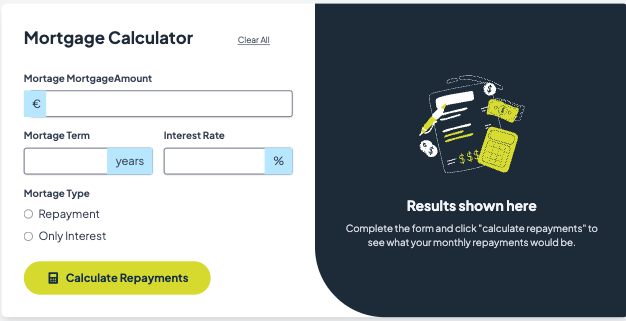 Mortgage Calculator
Clear All
Mortage MortgageAmount
€
Mortage Term
Interest Rate
years
%
Mortage Type
Repayment
Only Interest
Calculate Repayments
$
$
$
$$$
Results shown here
Complete the form and click "calculate repayments" to
see what your monthly repayments would be.